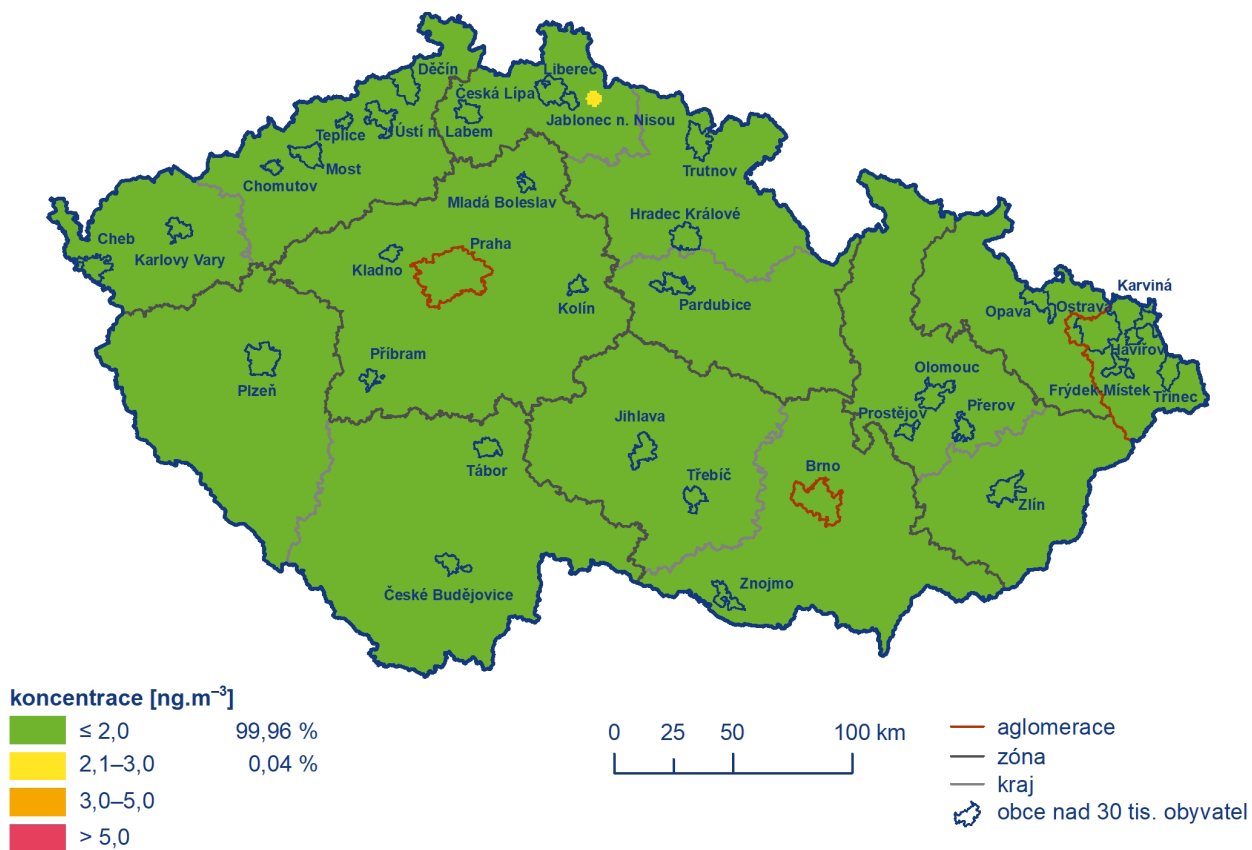 Děčín
Liberec
Česká Lípa
Jablonec n. Nisou
Teplice
Ústí n. Labem
Most
Chomutov
Trutnov
Mladá Boleslav
Hradec Králové
Cheb
Karlovy Vary
Praha
Kladno
Kolín
Pardubice
Karviná
Opava
Ostrava
Havířov
Příbram
Plzeň
Olomouc
Frýdek-Místek
Třinec
Prostějov
Přerov
Jihlava
Tábor
Třebíč
Brno
Zlín
České Budějovice
Znojmo
koncentrace [ng.m⁻³]
≤ 2,0 99,96 %
2,1–3,0 0,04 %
3,0–5,0
> 5,0
0 25 50 100 km
aglomerace
zóna
kraj
obce nad 30 tis. obyvatel